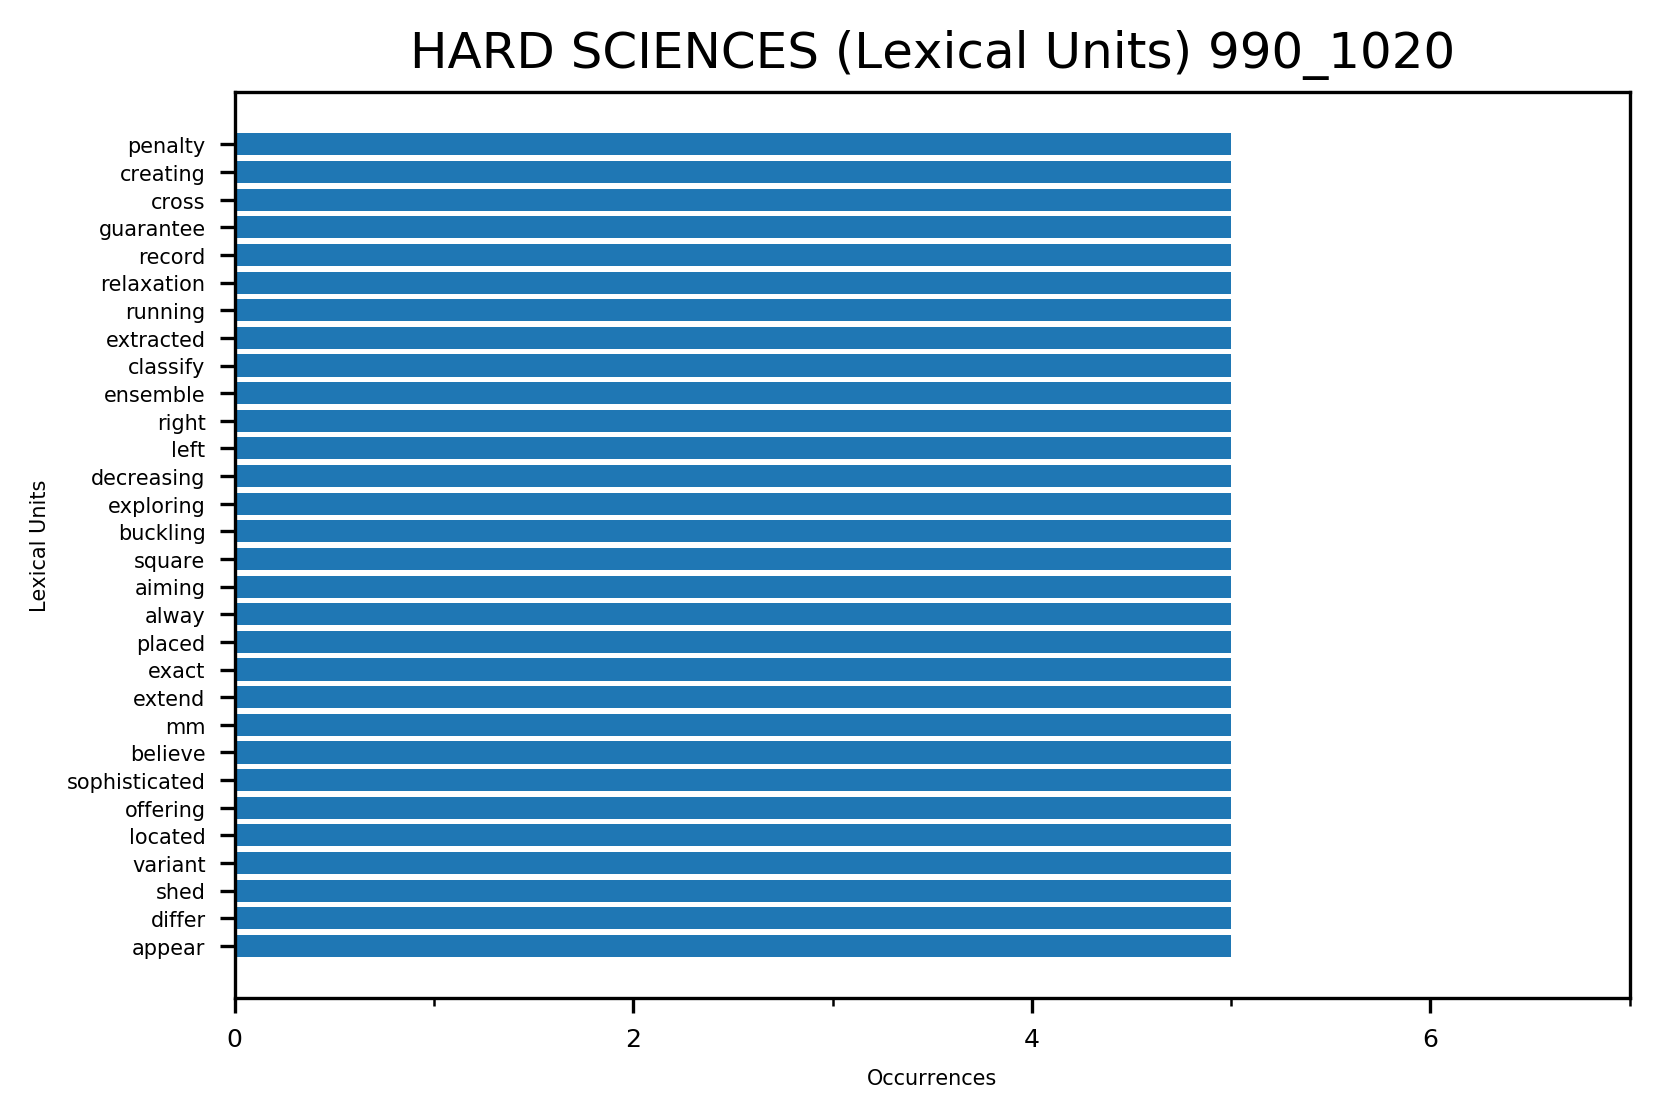 HARD SCIENCES (Lexical Units) 990_1020
penalty
creating
cross
guarantee
record
relaxation
running
extracted
classify
ensemble
right
left
decreasing
exploring
buckling
square
aiming
alway
placed
exact
extend
mm
believe
sophisticated
offering
located
variant
shed
differ
appear
Lexical Units
0 2 4 6
Occurrences